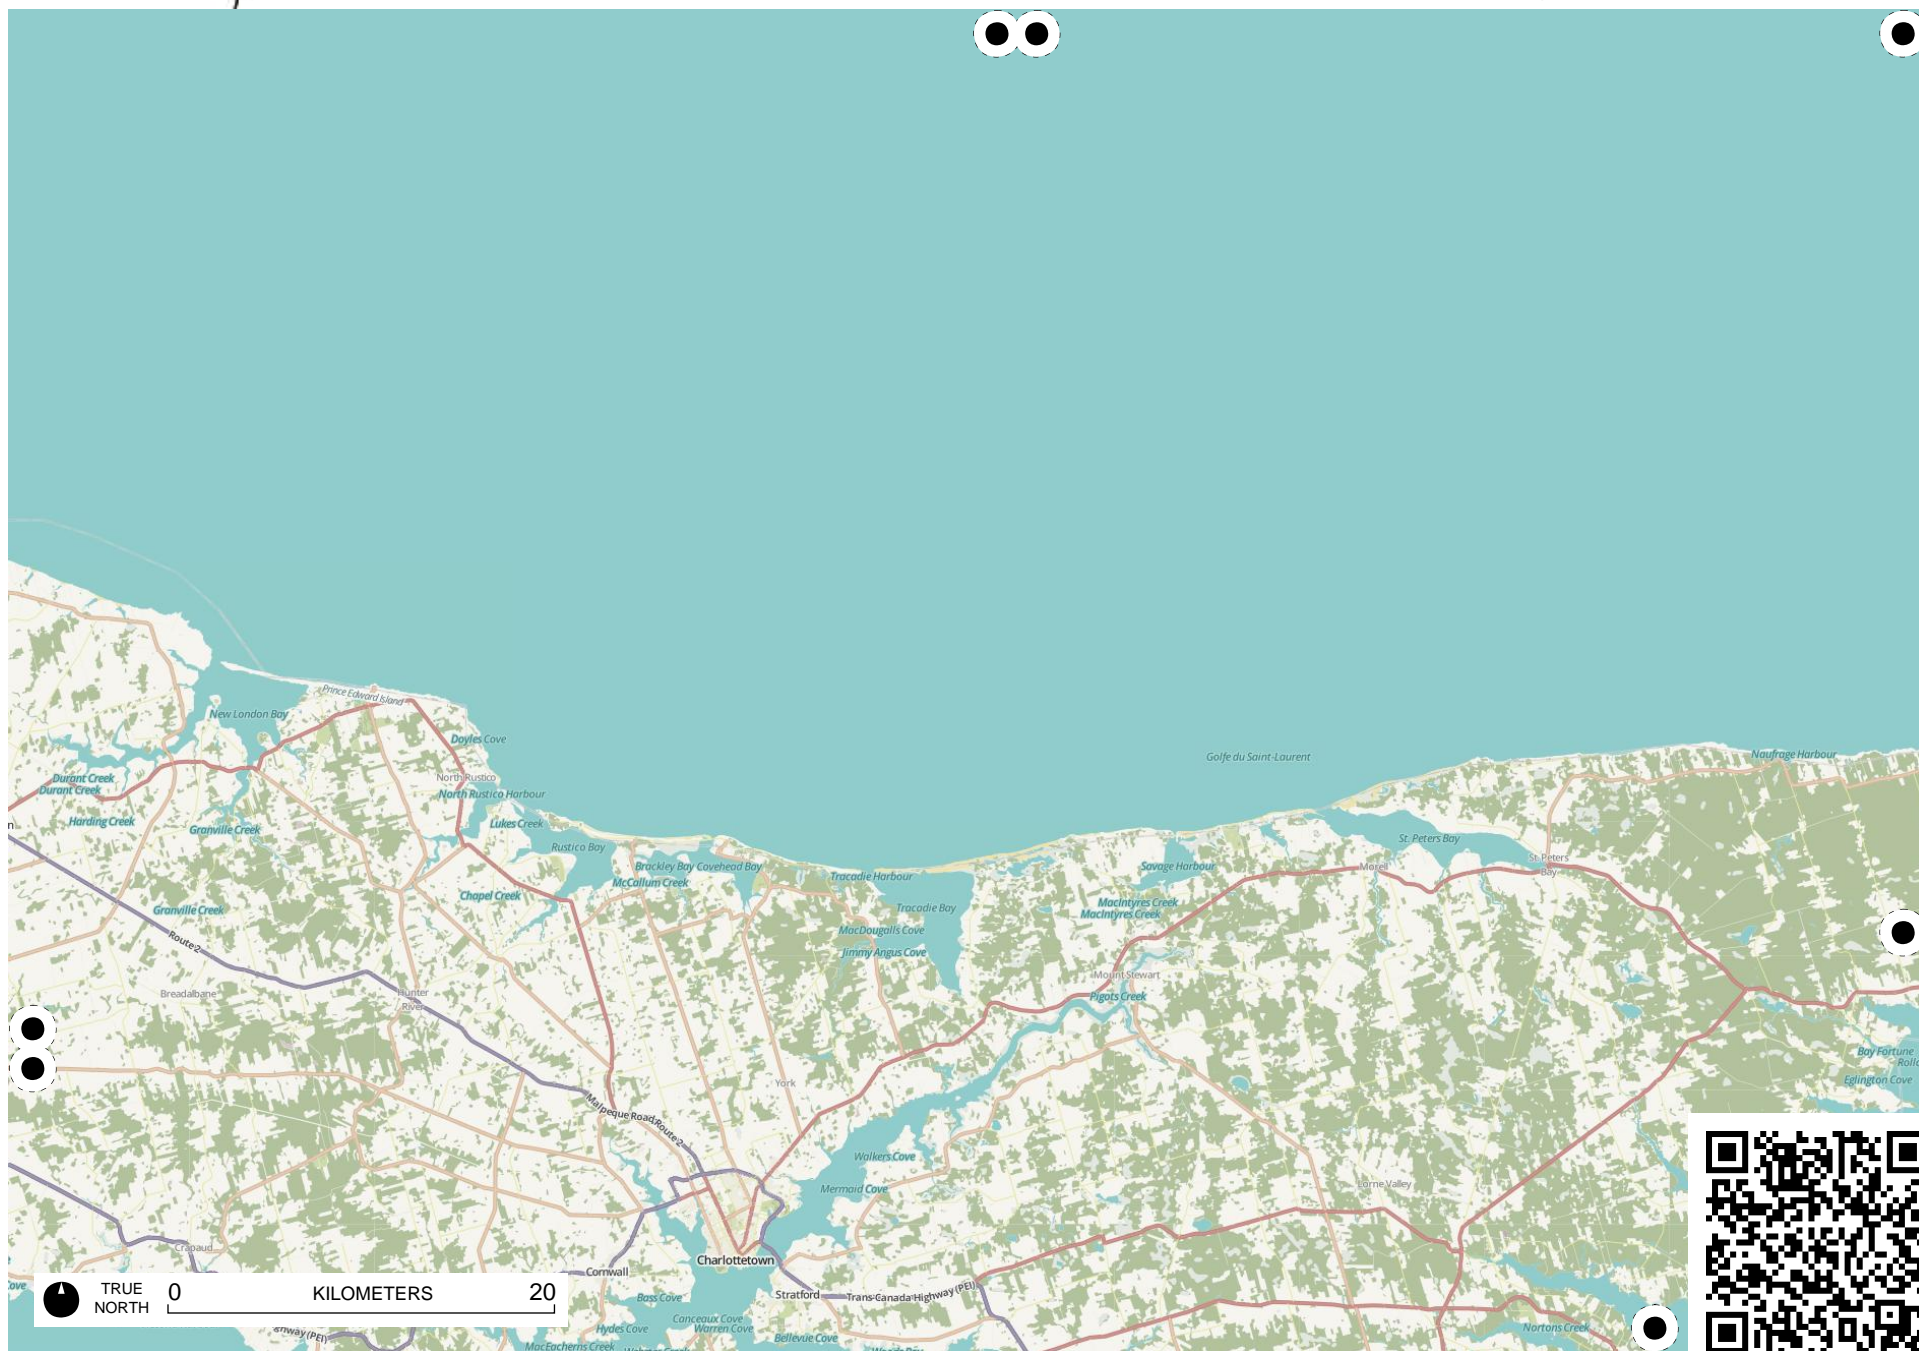 Prince Edward Island
New London Bay
Doyles Cove
Golfe du Saint-Laurent
Naufrage Harbour
Durant Creek
Durant Creek
North Rustico
North Rustico Harbour
Harding Creek
Granville Creek
Lukes Creek
Rustico Bay
St. Peters Bay
St. Peters
Bay
Brackley Bay
Covehead Bay
Savage Harbour
Morell
McCallum Creek
Tracadie Harbour
Chapel Creek
Tracadie Bay
MacIntyres Creek
MacIntyres Creek
Granville Creek
MacDougalls Cove
Route 2
Jimmy Angus Cove
Mount Stewart
Breadalbane
Hunter
River
Pigots Creek
Bay Fortune
Rollo
Eglington Cove
York
Malpeque Road
Route 2
Walkers Cove
Mermaid Cove
Lorne Valley
Crapaud
Charlottetown
Cornwall
Stratford
Trans-Canada Highway (PEI)
ove
TRUE
NORTH
0
KILOMETERS
20
Bass Cove
Canceaux Cove
Warren Cove
Hydes Cove
Bellevue Cove
Nortons Creek
hway (PEI)
MacEacherns Creek